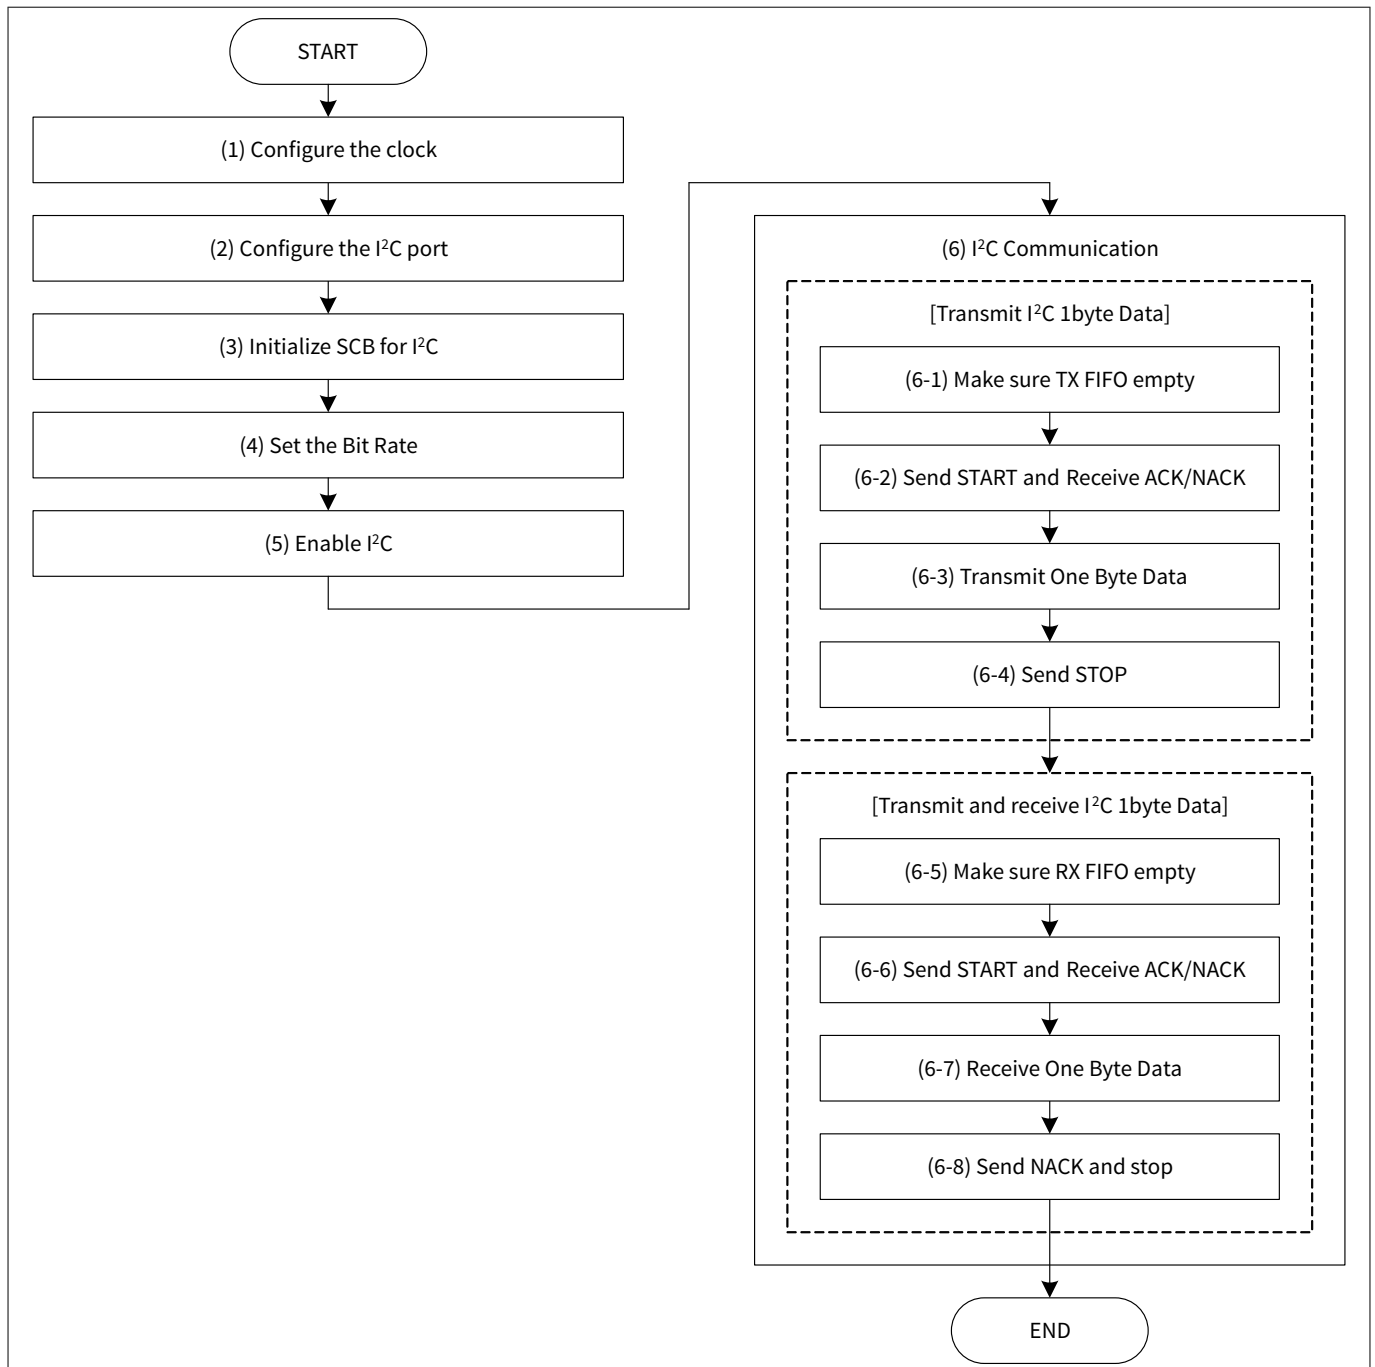 START
(1) Configure the clock
(2) Configure the I²C port
(3) Initialize SCB for I²C
(4) Set the Bit Rate
(5) Enable I²C
(6) I²C Communication
[Transmit I²C 1byte Data]
(6-1) Make sure TX FIFO empty
(6-2) Send START and Receive ACK/NACK
(6-3) Transmit One Byte Data
(6-4) Send STOP
[Transmit and receive I²C 1byte Data]
(6-5) Make sure RX FIFO empty
(6-6) Send START and Receive ACK/NACK
(6-7) Receive One Byte Data
(6-8) Send NACK and stop
END